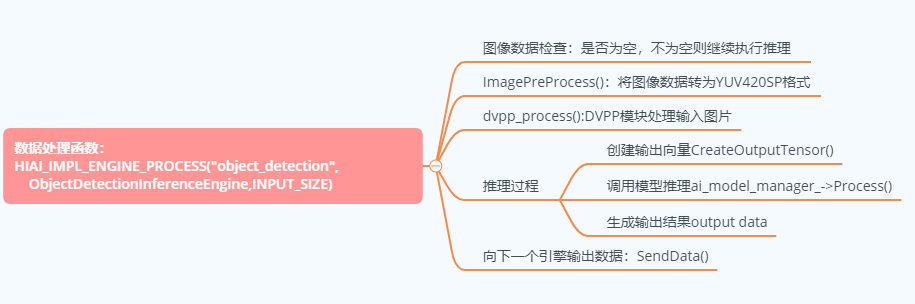 数据处理函数：
HIAI_IMPL_ENGINE_PROCESS("object_detection",
ObjectDetectionInferenceEngine,INPUT_SIZE)
图像数据检查：是否为空，不为空则继续执行推理
ImagePreProcess()：将图像数据转为YUV420SP格式
dvpp_process():DVPP模块处理输入图片
推理过程
创建输出向量CreateOutputTensor()
调用模型推理ai_model_manager_->Process()
生成输出结果output data
向下一个引擎输出数据：SendData()